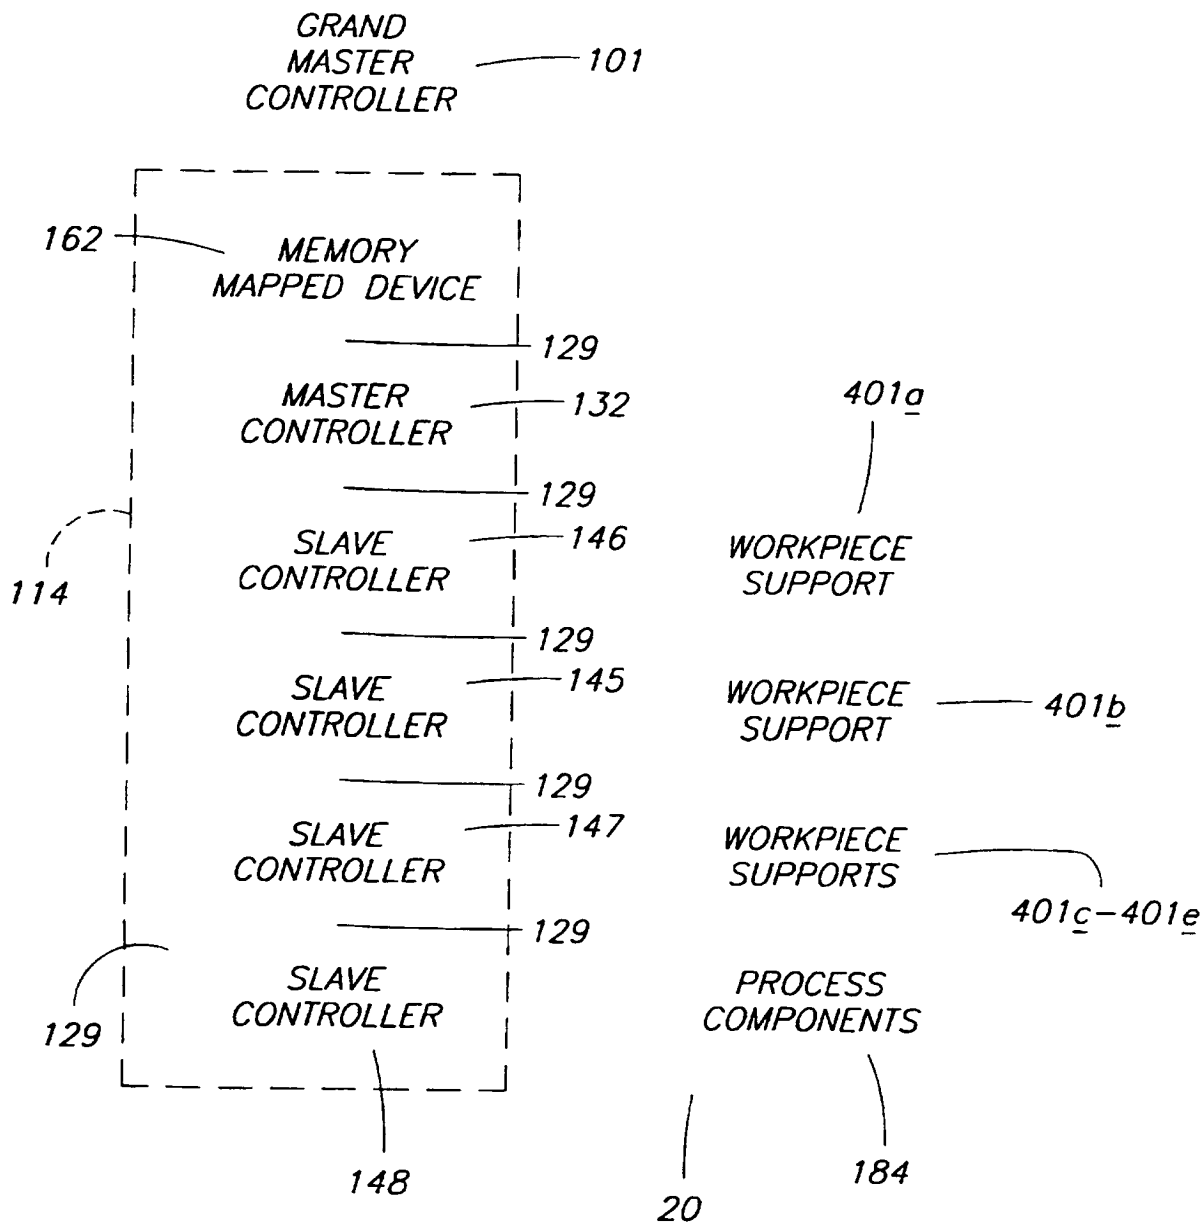 GRAND
MASTER
CONTROLLER
101
162
MEMORY
MAPPED DEVICE
129
MASTER
CONTROLLER
132
401a
129
114
SLAVE
CONTROLLER
146
WORKPIECE
SUPPORT
129
SLAVE
CONTROLLER
145
WORKPIECE
SUPPORT
401b
129
SLAVE
CONTROLLER
147
WORKPIECE
SUPPORTS
401c-401e
129
129
SLAVE
CONTROLLER
PROCESS
COMPONENTS
148
20
184